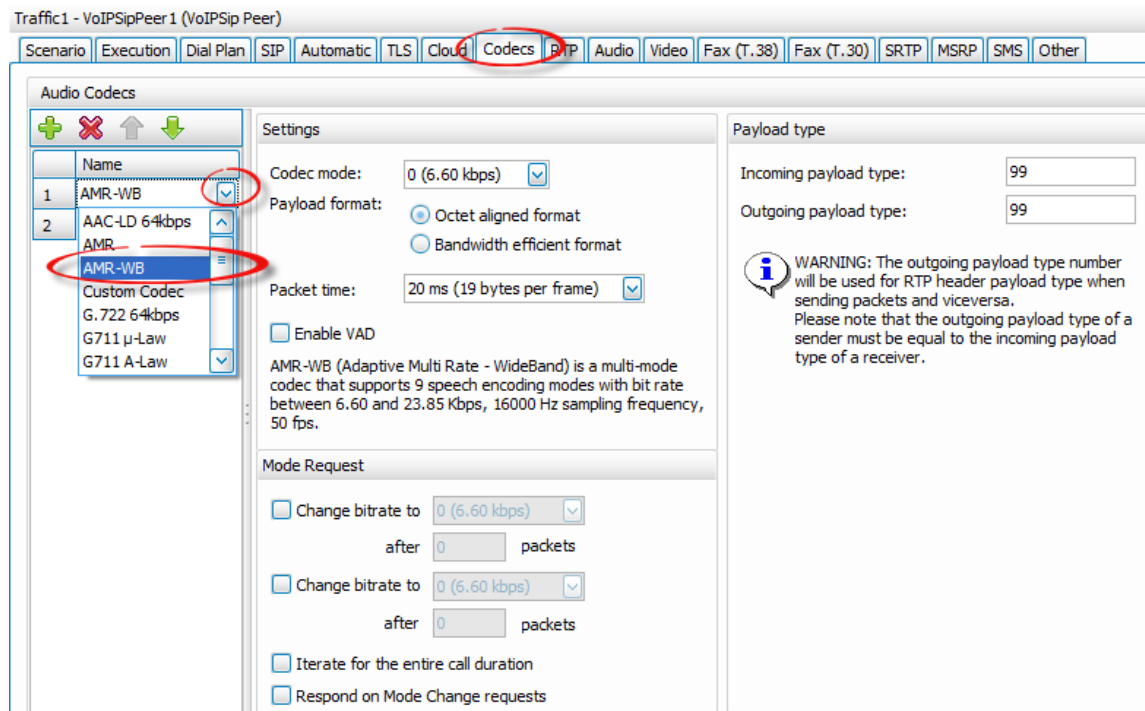 Traffic1 - VoIPSipPeer1 (VoIPSip Peer)
Scenario Execution Dial Plan SIP Automatic TLS Cloud Codecs RTP Audio Video Fax (T.38) Fax (T.30) SRTP MSRP SMS Other
Audio Codecs
Name
1 AMR-WB
2
AAC-LD 64kbps
AMR
AMR-WB
Custom Codec
G.722 64kbps
G711 µ-Law
G711 A-Law
Settings
Codec mode: 0 (6.60 kbps)
Payload format:
Octet aligned format
Bandwidth efficient format
Packet time: 20 ms (19 bytes per frame)
Enable VAD
AMR-WB (Adaptive Multi Rate - WideBand) is a multi-mode
codec that supports 9 speech encoding modes with bit rate
between 6.60 and 23.85 Kbps, 16000 Hz sampling frequency,
50 fps.
Mode Request
Change bitrate to 0 (6.60 kbps)
after 0 packets
Change bitrate to 0 (6.60 kbps)
after 0 packets
Iterate for the entire call duration
Respond on Mode Change requests
Payload type
Incoming payload type: 99
Outgoing payload type: 99
WARNING: The outgoing payload type number
will be used for RTP header payload type when
sending packets and viceversa.
Please note that the outgoing payload type of a
sender must be equal to the incoming payload
type of a receiver.